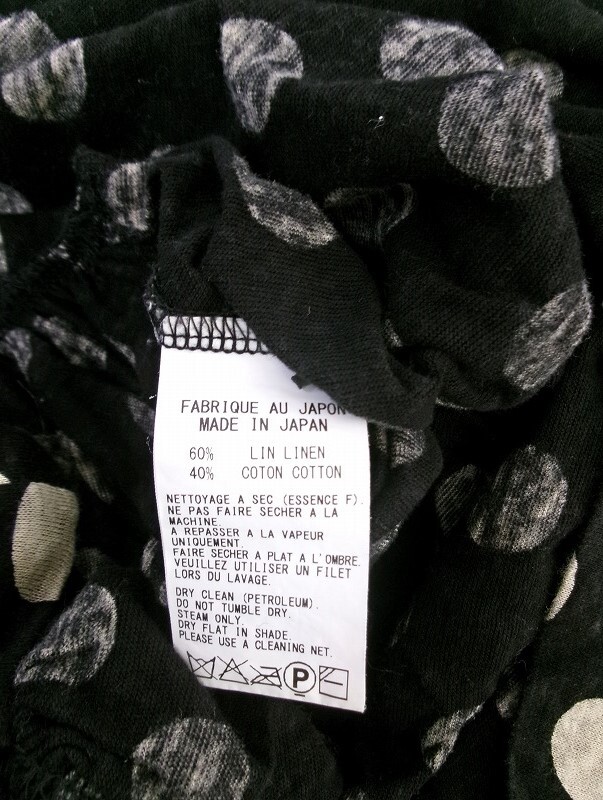 FABRIQUE AU JAPON
MADE IN JAPAN
60% LIN LINEN
40% COTON COTTON
NETTOYAGE A SEC (ESSENCE F).
NE PAS FAIRE SECHER A LA
MACHINE.
A REPASSER A LA VAPEUR
UNIQUEMENT.
FAIRE SECHER A PLAT A L'OMBRE.
VEUILLEZ UTILISER UN FILET
LORS DU LAVAGE.
DRY CLEAN (PETROLEUM).
DO NOT TUMBLE DRY.
STEAM ONLY.
DRY FLAT IN SHADE.
PLEASE USE A CLEANING NET.
P